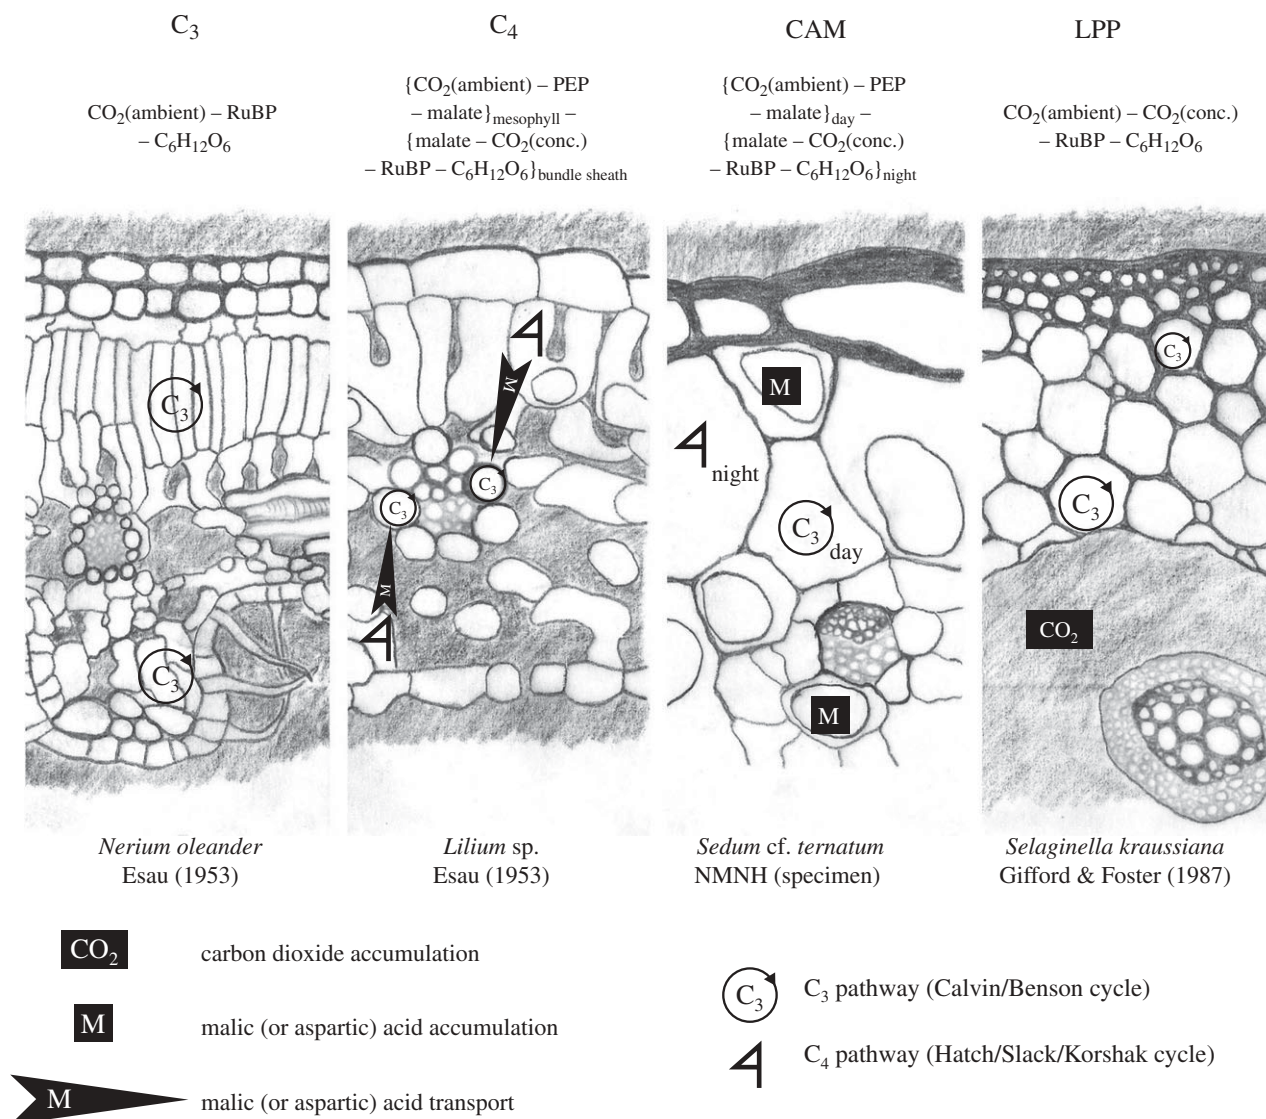 C₃
C₄
CAM
LPP
CO₂(ambient) – RuBP
– C₆H₁₂O₆
{CO₂(ambient) – PEP
– malate}mesophyll –
{malate – CO₂(conc.)
– RuBP – C₆H₁₂O₆}bundle sheath
{CO₂(ambient) – PEP
– malate}day –
{malate – CO₂(conc.)
– RuBP – C₆H₁₂O₆}night
CO₂(ambient) – CO₂(conc.)
– RuBP – C₆H₁₂O₆
C₃
C₃
M
C₃
C₃
M
M
night
C₃
day
M
C₃
C₃
CO₂
Nerium oleander
Esau (1953)
Lilium sp.
Esau (1953)
Sedum cf. ternatum
NMNH (specimen)
Selaginella kraussiana
Gifford & Foster (1987)
CO₂ carbon dioxide accumulation
M malic (or aspartic) acid accumulation
M malic (or aspartic) acid transport
C₃ C₃ pathway (Calvin/Benson cycle)
C₄ pathway (Hatch/Slack/Korshak cycle)